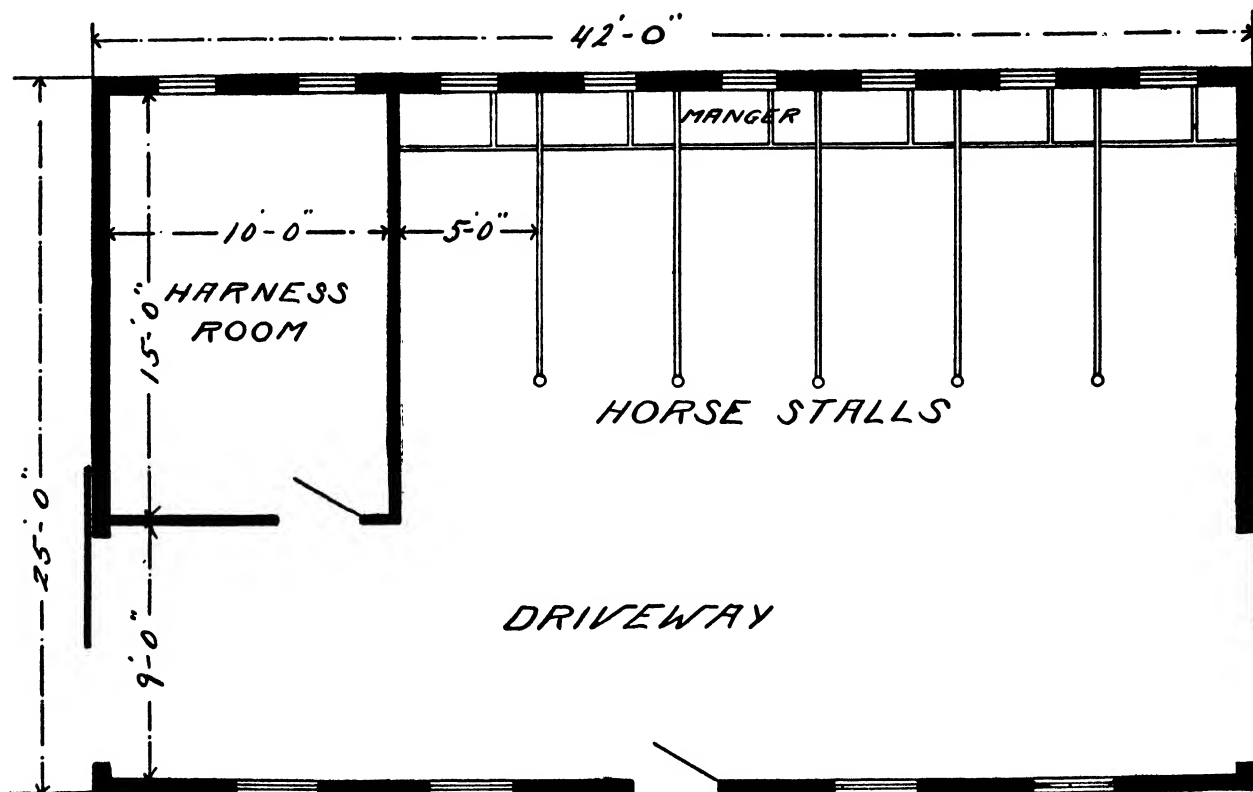 42'-0"
MANGER
10'-0"
5'-0"
HARNESS
ROOM
15'-0"
HORSE STALLS
25'-0"
DRIVEWAY
9'-0"